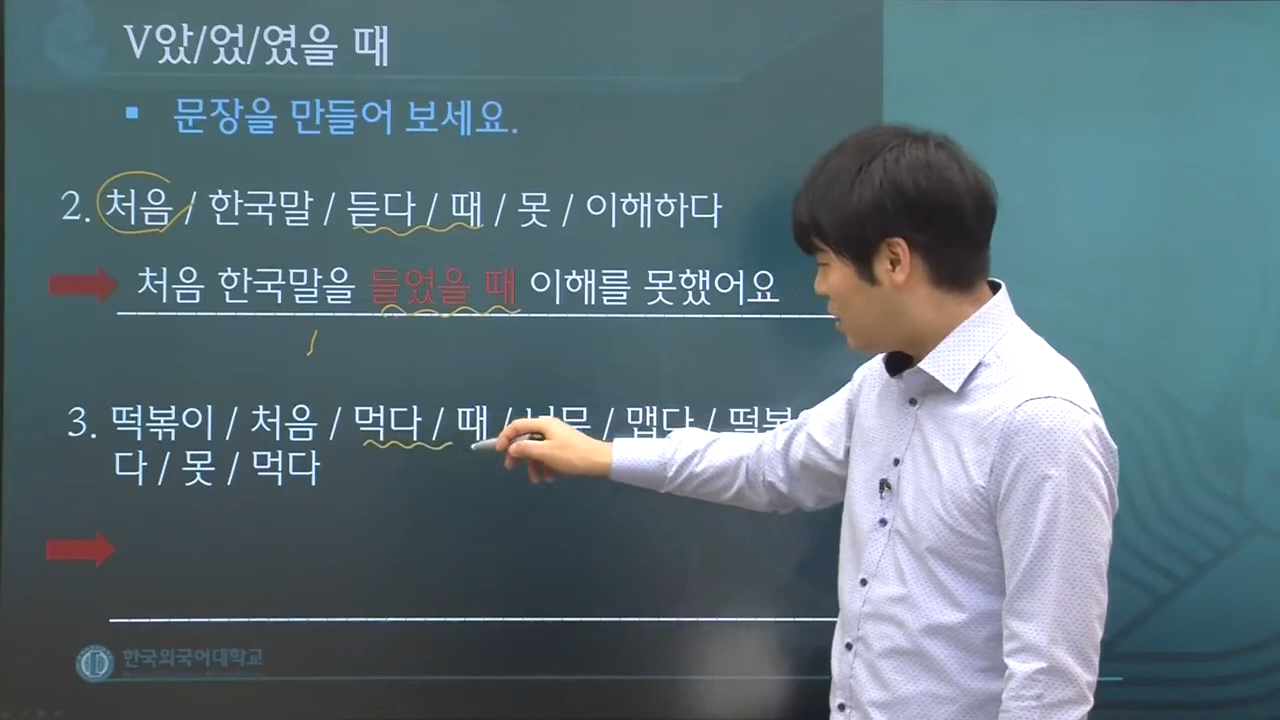 V았/었/였을 때
▪ 문장을 만들어 보세요.
2. 처음 / 한국말 / 듣다 / 때 / 못 / 이해하다
처음 한국말을 들었을 때 이해를 못했어요
3. 떡볶이 / 처음 / 먹다 / 때 / 맵다 /
다 / 못 / 먹다
한국외국어대학교